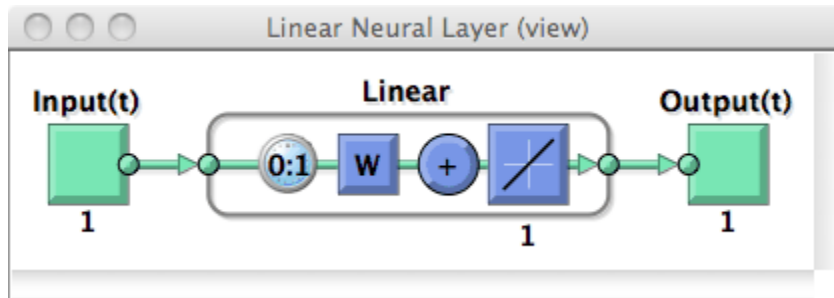 Linear Neural Layer (view)
Input(t)
Linear
Output(t)
0:1
W
+
1
1
1